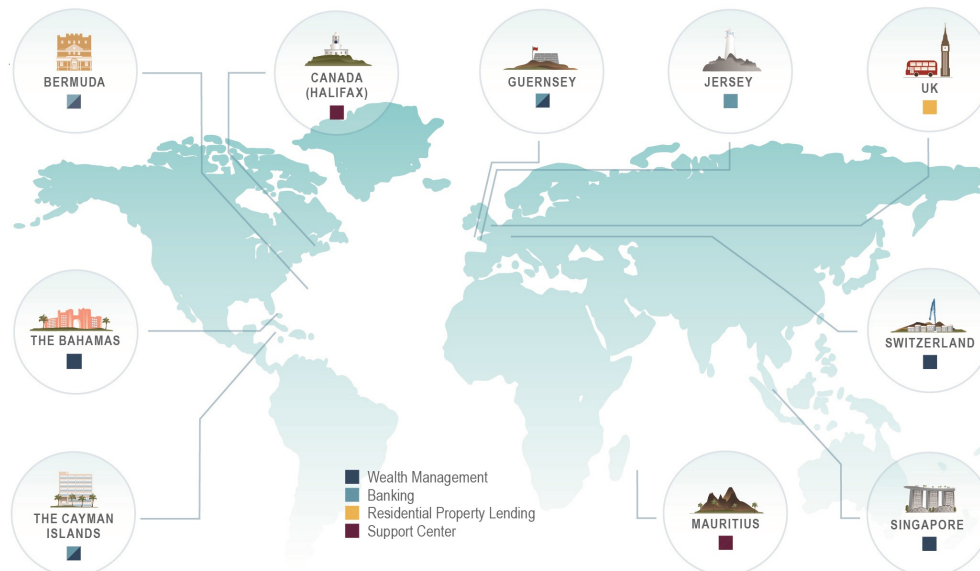 BERMUDA
CANADA
(HALIFAX)
GUERNSEY
JERSEY
UK
THE BAHAMAS
SWITZERLAND
THE CAYMAN
ISLANDS
Wealth Management
Banking
Residential Property Lending
Support Center
MAURITIUS
SINGAPORE